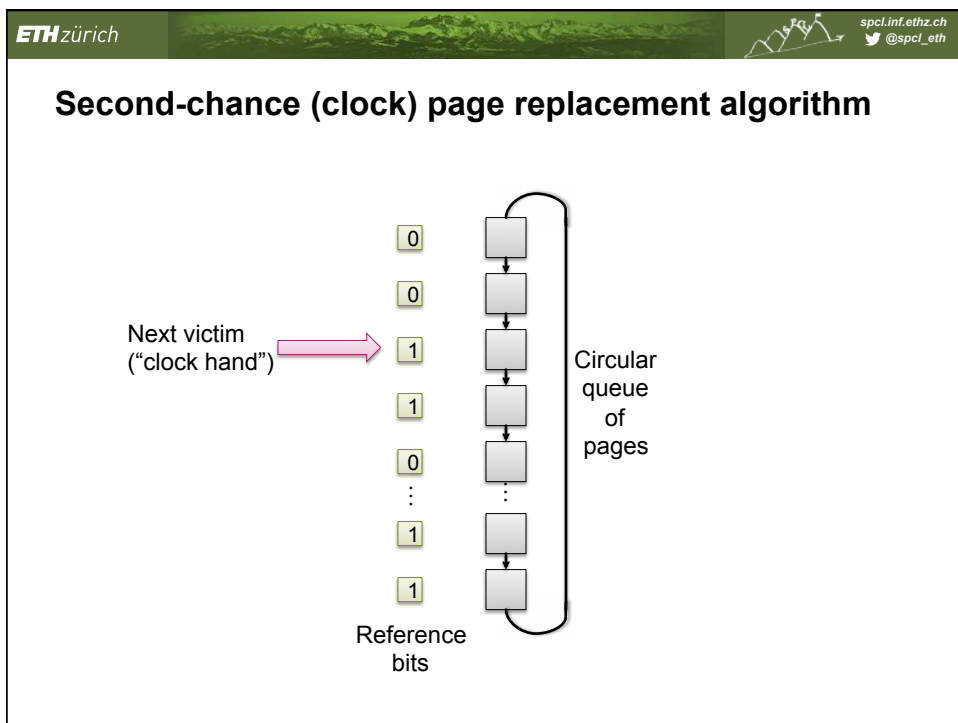 ETH zürich
spcl.inf.ethz.ch
@spcl_eth
Second-chance (clock) page replacement algorithm
0
0
Next victim
(“clock hand”)
1
1
0
⋮
⋮
1
1
Circular
queue
of
pages
Reference
bits